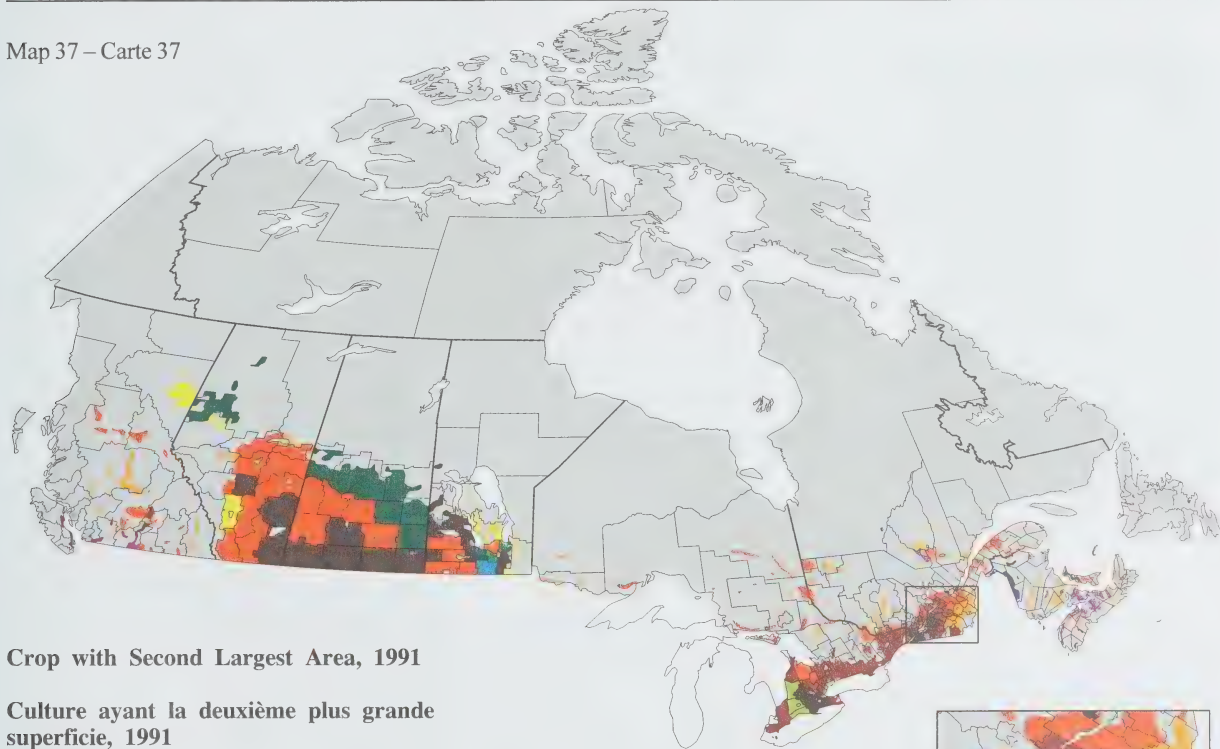 Map 37 – Carte 37
Crop with Second Largest Area, 1991
Culture ayant la deuxième plus grande
superficie, 1991